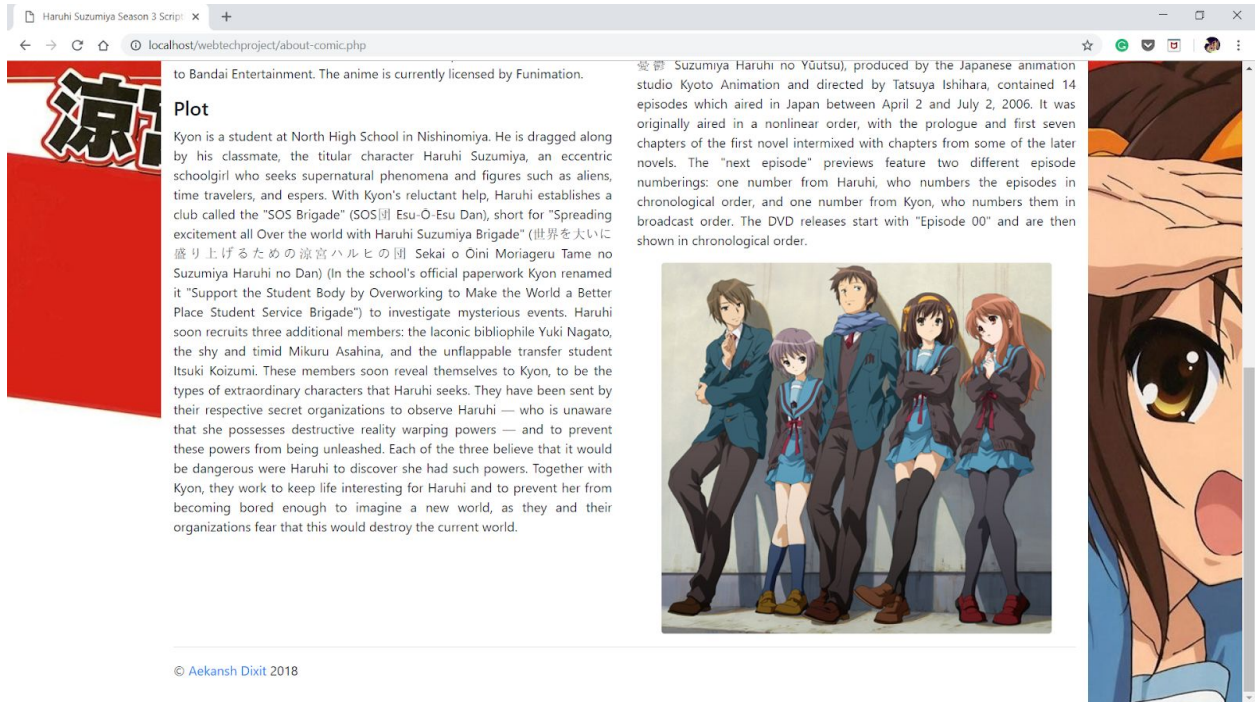 Haruhi Suzumiya Season 3 Script
localhost/webtechproject/about-comic.php
涼宮
to Bandai Entertainment. The anime is currently licensed by Funimation.
Plot
Kyon is a student at North High School in Nishinomiya. He is dragged along
by his classmate, the titular character Haruhi Suzumiya, an eccentric
schoolgirl who seeks supernatural phenomena and figures such as aliens,
time travelers, and espers. With Kyon's reluctant help, Haruhi establishes a
club called the "SOS Brigade" (SOS団 Esu-Ō-Esu Dan), short for "Spreading
excitement all Over the world with Haruhi Suzumiya Brigade" (世界を大いに
盛り上げるための涼宮ハルヒの団 Sekai o Ōini Moriageru Tame no
Suzumiya Haruhi no Dan) (In the school's official paperwork Kyon renamed
it "Support the Student Body by Overworking to Make the World a Better
Place Student Service Brigade") to investigate mysterious events. Haruhi
soon recruits three additional members: the laconic bibliophile Yuki Nagato,
the shy and timid Mikuru Asahina, and the unflappable transfer student
Itsuki Koizumi. These members soon reveal themselves to Kyon, to be the
types of extraordinary characters that Haruhi seeks. They have been sent by
their respective secret organizations to observe Haruhi — who is unaware
that she possesses destructive reality warping powers — and to prevent
these powers from being unleashed. Each of the three believe that it would
be dangerous were Haruhi to discover she had such powers. Together with
Kyon, they work to keep life interesting for Haruhi and to prevent her from
becoming bored enough to imagine a new world, as they and their
organizations fear that this would destroy the current world.
憂鬱 Suzumiya Haruhi no Yūutsu), produced by the Japanese animation
studio Kyoto Animation and directed by Tatsuya Ishihara, contained 14
episodes which aired in Japan between April 2 and July 2, 2006. It was
originally aired in a nonlinear order, with the prologue and first seven
chapters of the first novel intermixed with chapters from some of the later
novels. The "next episode" previews feature two different episode
numberings: one number from Haruhi, who numbers the episodes in
chronological order, and one number from Kyon, who numbers them in
broadcast order. The DVD releases start with "Episode 00" and are then
shown in chronological order.
© Aekansh Dixit 2018